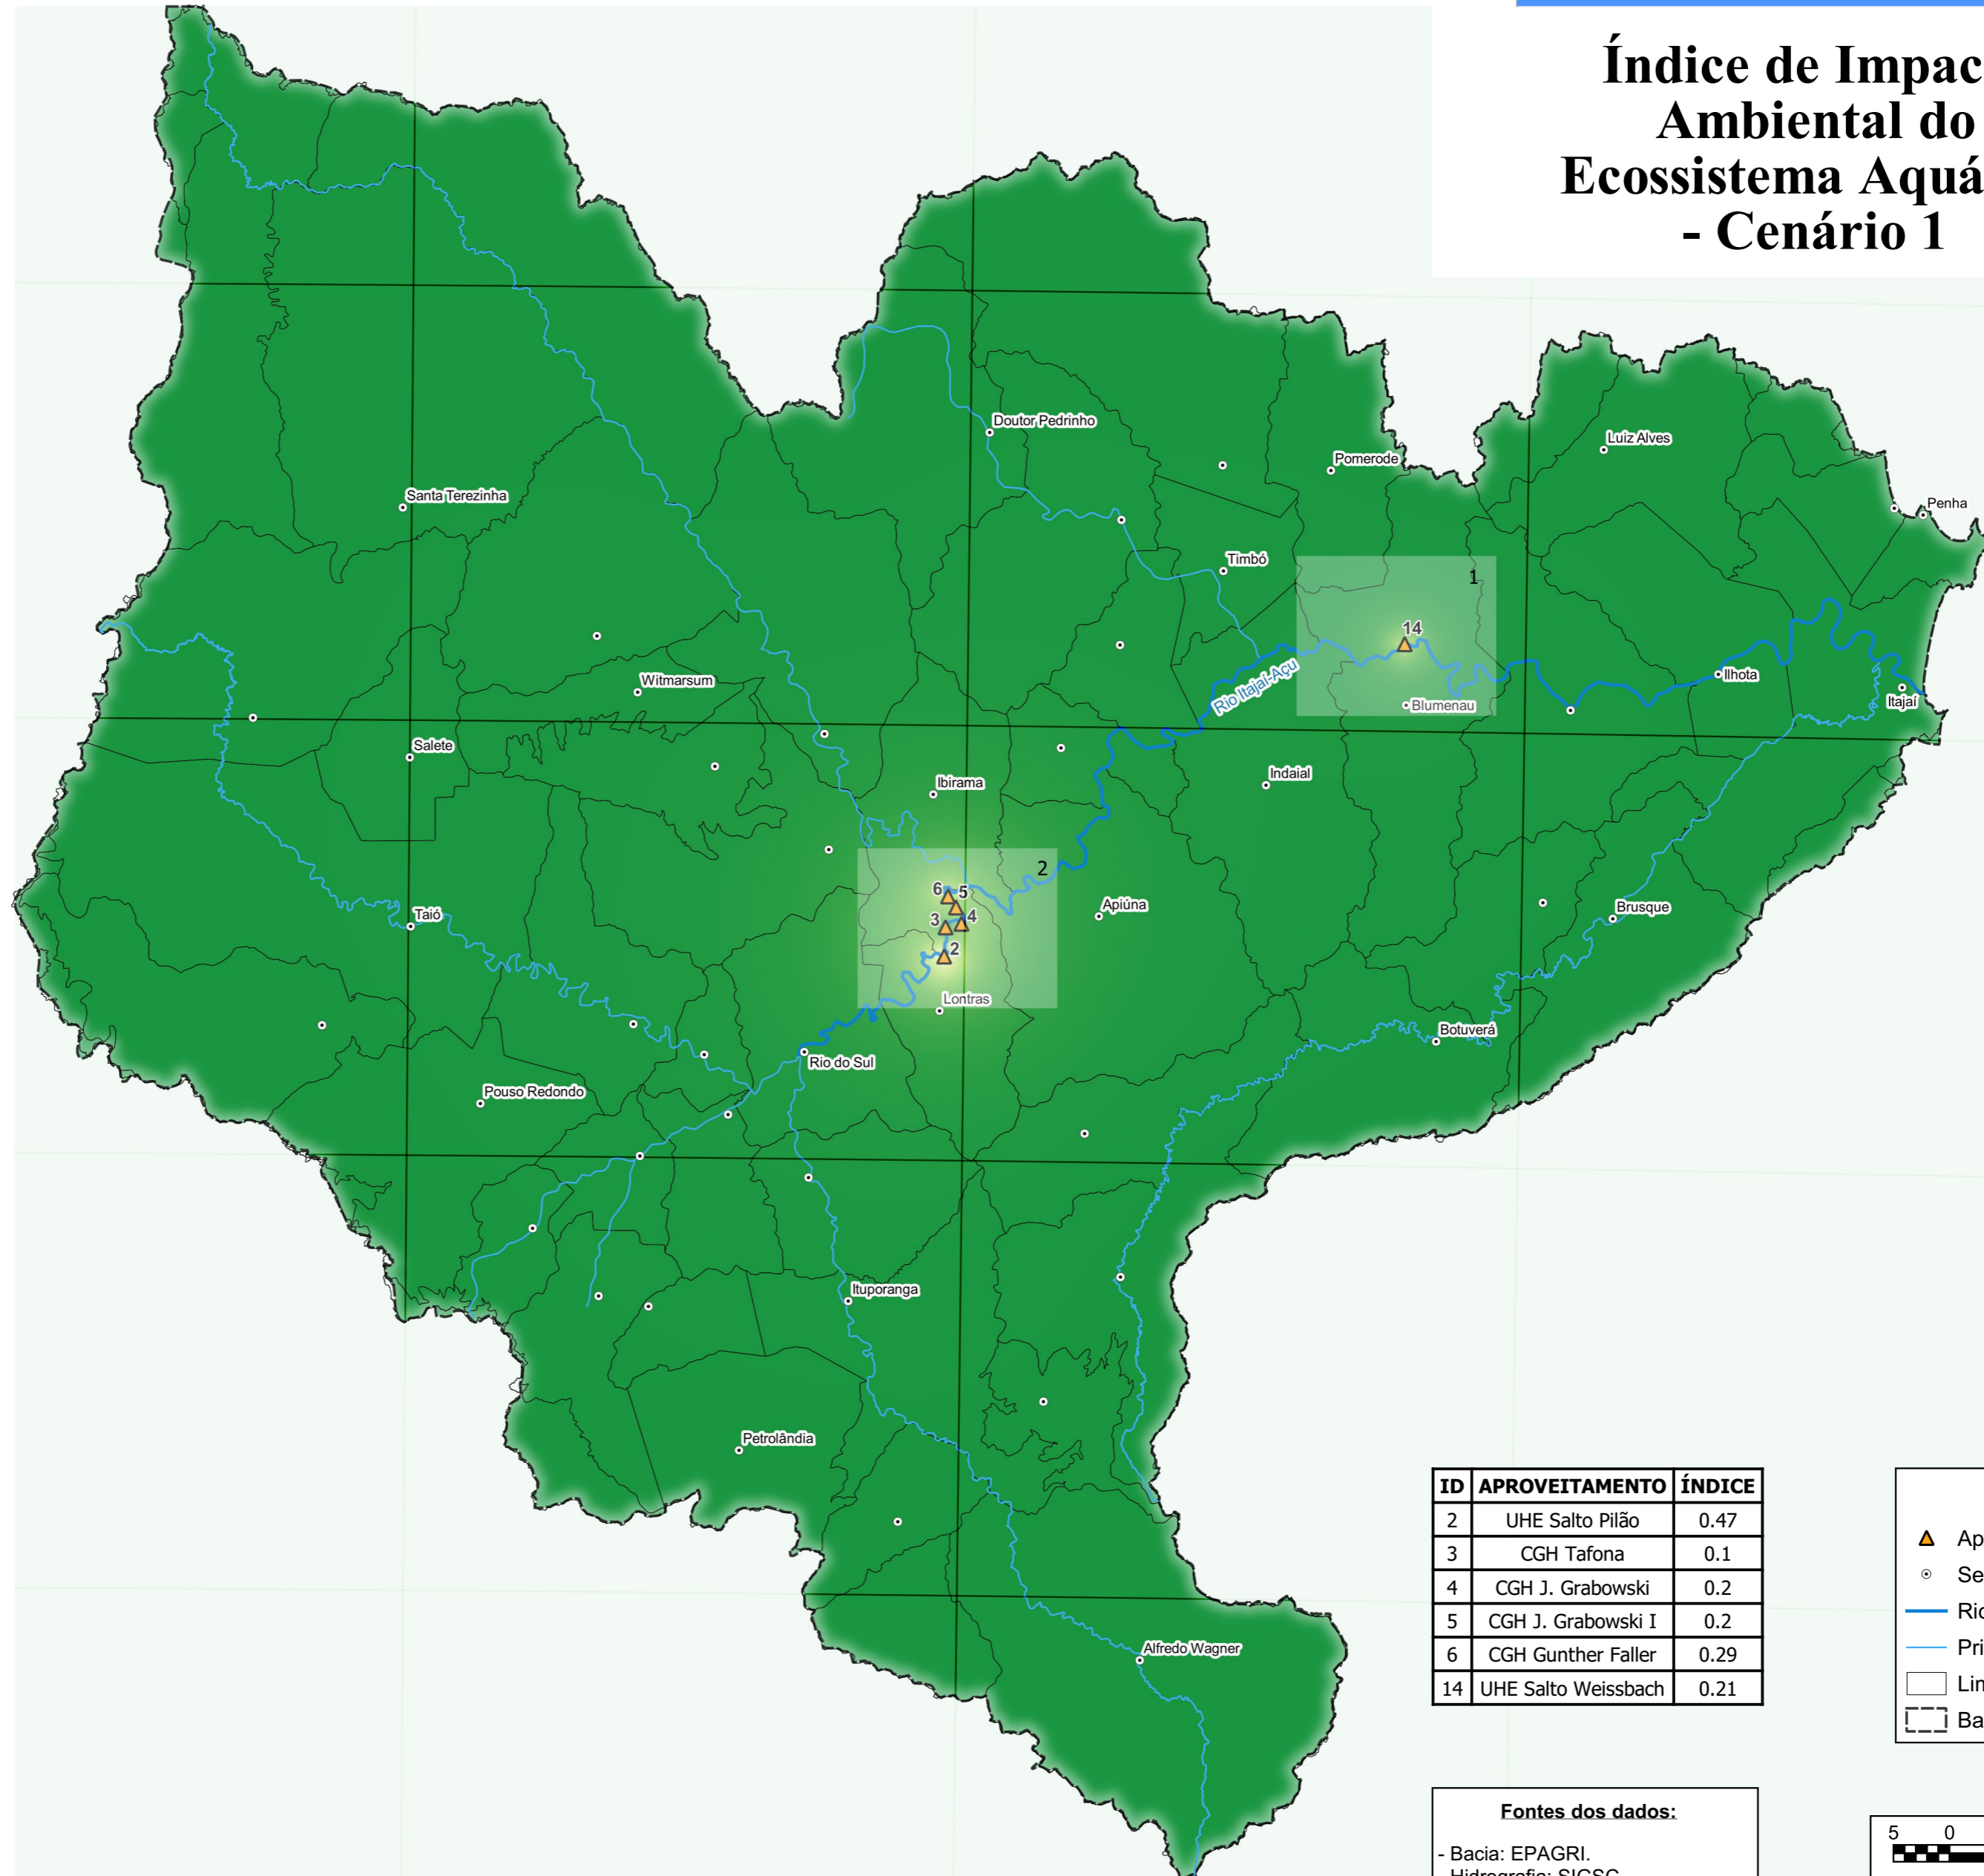 Índice de Impac
Ambiental do
Ecossistema Aquá
- Cenário 1
Doutor Pedrinho
Luiz Alves
Pomerode
Santa Terezinha
Penha
Timbó
1
14
Witmarsum
Rio Itajaí-Açu
Ilhota
Blumenau
Itajaí
Salete
Indaial
Ibirama
2
6
5
Apiúna
Brusque
Taió
3
4
2
Lontras
Botuverá
Rio do Sul
Pouso Redondo
Ituporanga
Petrolândia
Alfredo Wagner
ID APROVEITAMENTO ÍNDICE
2 UHE Salto Pilão 0.47
3 CGH Tafona 0.1
4 CGH J. Grabowski 0.2
5 CGH J. Grabowski I 0.2
6 CGH Gunther Faller 0.29
14 UHE Salto Weissbach 0.21
Ap
Se
Rio
Pri
Lin
Ba
Fontes dos dados:
- Bacia: EPAGRI.
- Hidrografia: SIGSC
5 0